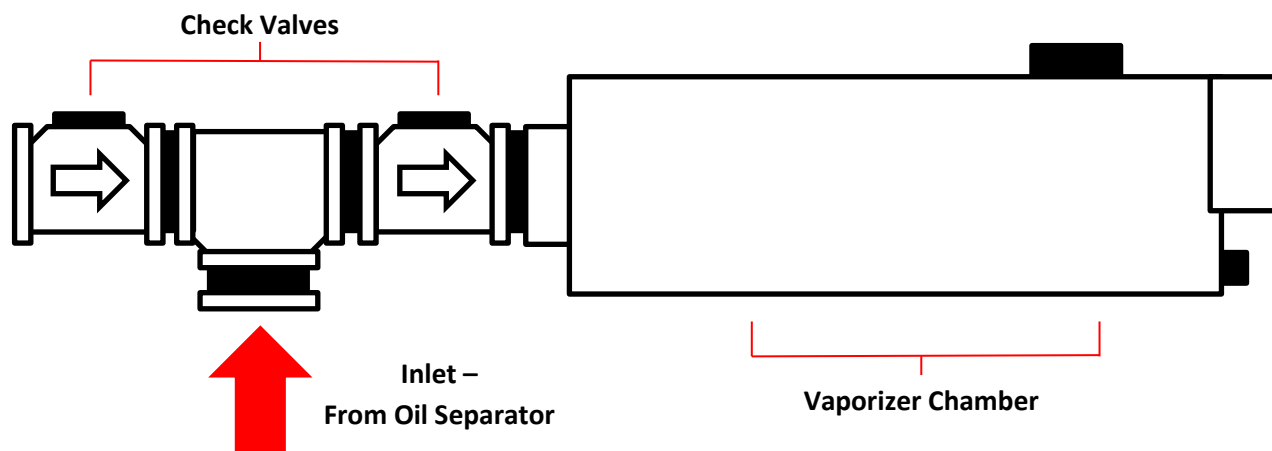 Check Valves
Inlet –
From Oil Separator
Vaporizer Chamber